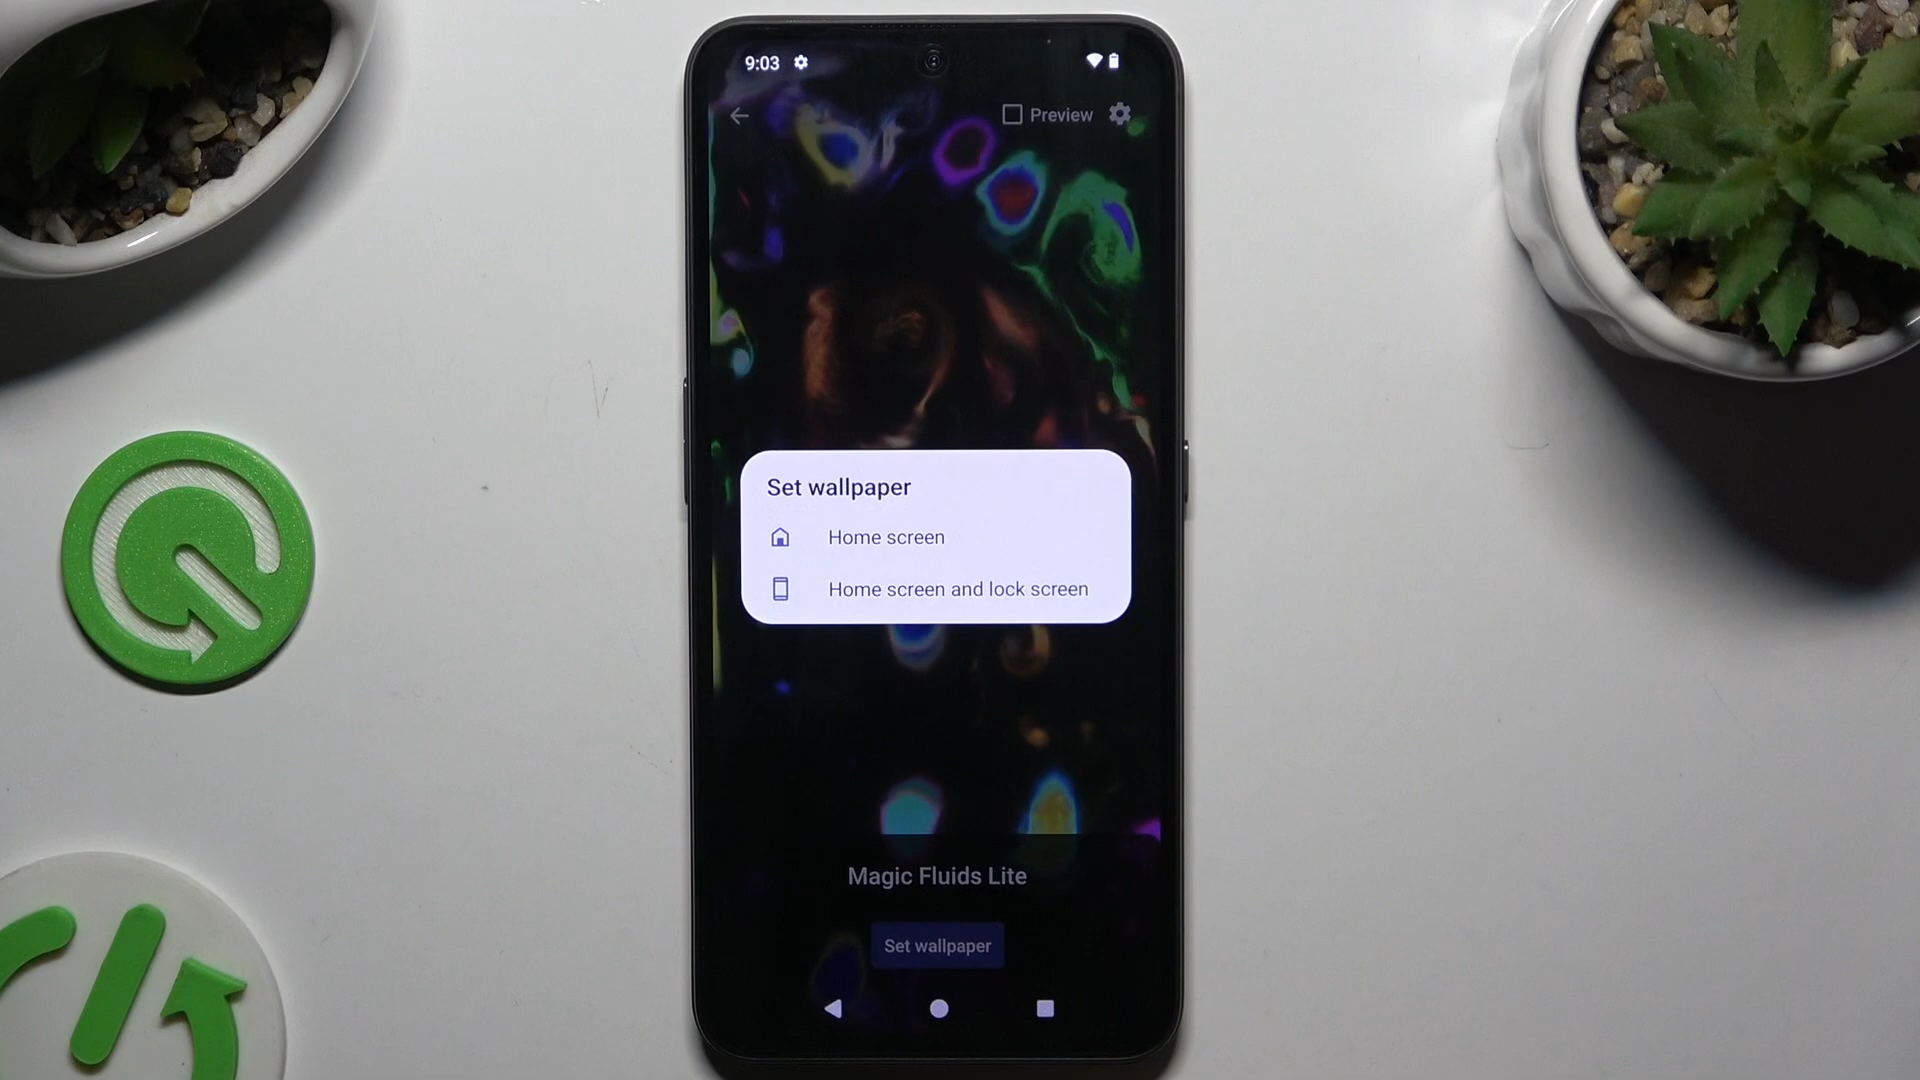 9:03
Preview
Set wallpaper
Home screen
Home screen and lock screen
Magic Fluids Lite
Set wallpaper